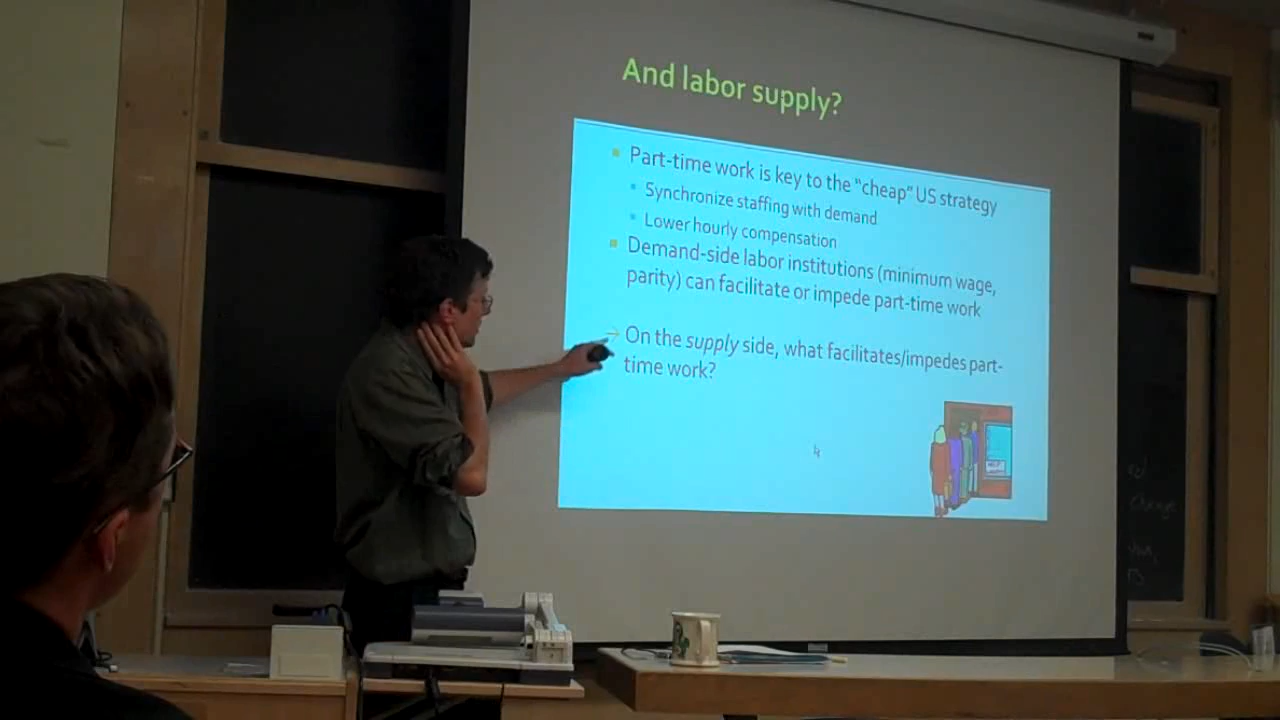 And labor supply?
Part-time work is key to the “cheap” US strategy
Synchronize staffing with demand
Lower hourly compensation
Demand-side labor institutions (minimum wage,
parity) can facilitate or impede part-time work
→ On the supply side, what facilitates/impedes part-
time work?